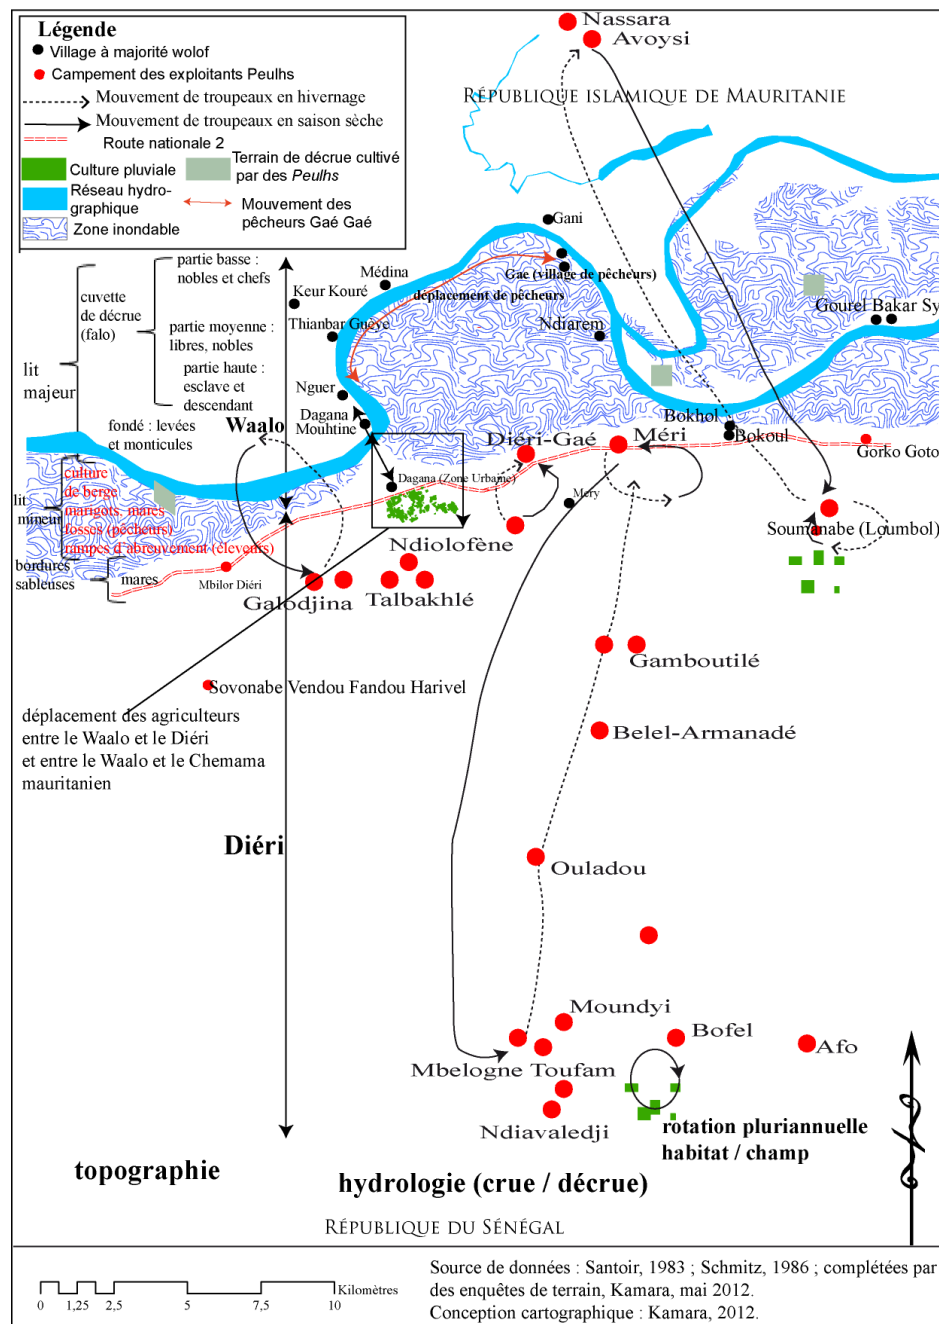 Légende
Village à majorité wolof
Campement des exploitants Peulhs
Mouvement de troupeaux en hivernage
Mouvement de troupeaux en saison sèche
Route nationale 2
Culture pluviale
Terrain de décrue cultivé
par des Peulhs
Réseau hydro-
graphique
Mouvement des
pêcheurs Gaé Gaé
Zone inondable
Nassara
Avoysi
République islamique de Mauritanie
Gani
Gae (village de pêcheurs)
déplacement de pêcheurs
Médina
Keur Kouré
Thianbar Guèye
Ndiarem
Gourel Bakar Sy
partie basse :
nobles et chefs
cuvette
de décrue
(falo)
partie moyenne :
libres, nobles
partie haute :
esclave et
descendant
lit
majeur
fondé : levées
et monticules
Nguer
Dagana
Mouhtine
Waalo
Bokhol
Bokoul
Diéri-Gaé
Méri
Gorko Goto
Dagana (Zone Urbaine)
Mery
lit
mineur
culture
de berge
marigots, mares
fosses (pêcheurs)
rampes d'abreuvement (éleveurs)
bordures
sableuses
mares
Mbilor Diéri
Ndiolofène
Soumanabe (Loumbol)
Galodjina
Talbakhlé
Gamboutilé
Sovonabe Vendou Fandou Harivel
déplacement des agriculteurs
entre le Waalo et le Diéri
et entre le Waalo et le Chemama
mauritanien
Belel-Armanadé
Diéri
Ouladou
Moundyi
Bofel
Afo
Mbelogne Toufam
Ndiavaledji
rotation pluriannuelle
habitat / champ
topographie
hydrologie (crue / décrue)
République du Sénégal
Kilomètres
0 1,25 2,5 5 7,5 10
Source de données : Santoir, 1983 ; Schmitz, 1986 ; complétées par
des enquêtes de terrain, Kamara, mai 2012.
Conception cartographique : Kamara, 2012.